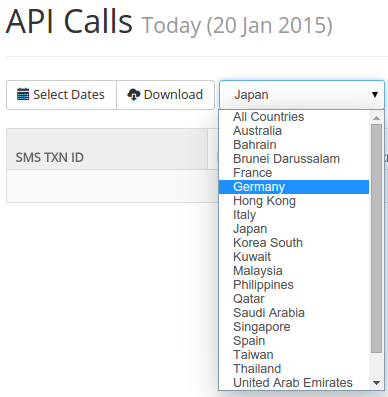 API Calls Today (20 Jan 2015)
Select Dates Download Japan
SMS TXN ID
All Countries
Australia
Bahrain
Brunei Darussalam
France
Germany
Hong Kong
Italy
Japan
Korea South
Kuwait
Malaysia
Philippines
Qatar
Saudi Arabia
Singapore
Spain
Taiwan
Thailand
United Arab Emirates